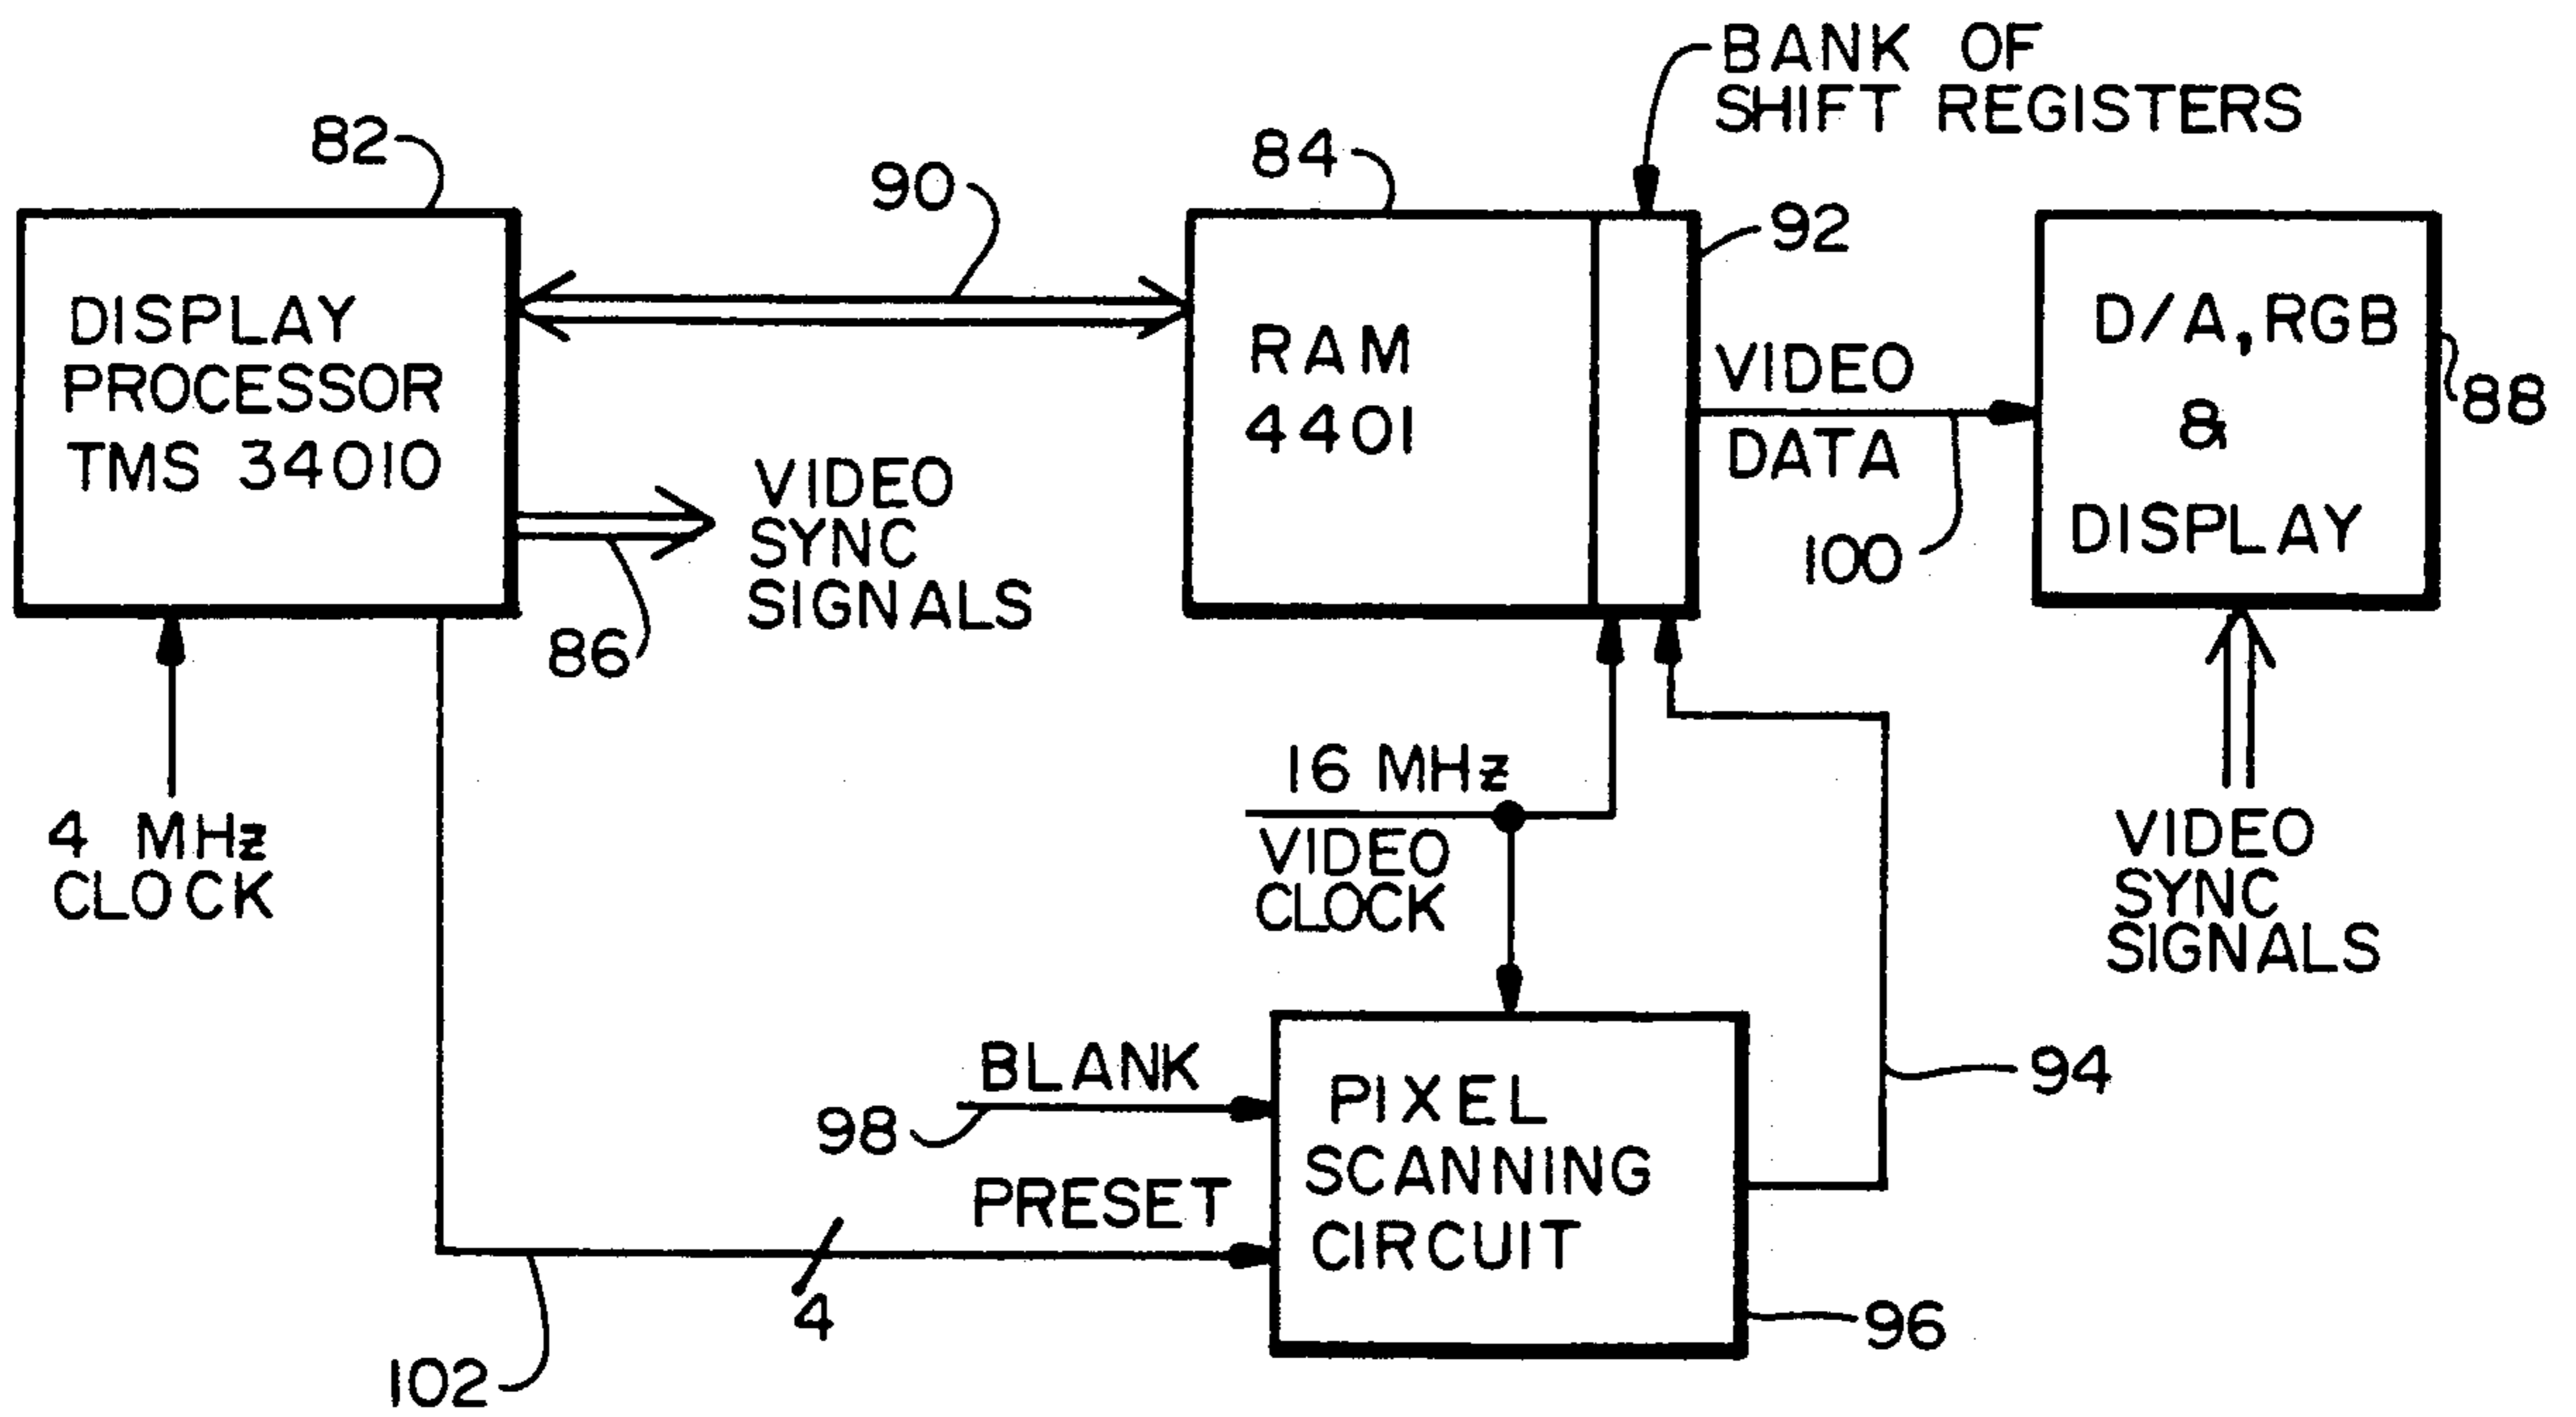 BANK OF
SHIFT REGISTERS
82
90
84
92
DISPLAY
PROCESSOR
TMS 34010
RAM
4401
VIDEO
DATA
100
D/A, RGB
&
DISPLAY
88
VIDEO
SYNC
SIGNALS
86
4 MHz
CLOCK
16 MHz
VIDEO
CLOCK
VIDEO
SYNC
SIGNALS
BLANK
98
PRESET
4
102
PIXEL
SCANNING
CIRCUIT
94
96